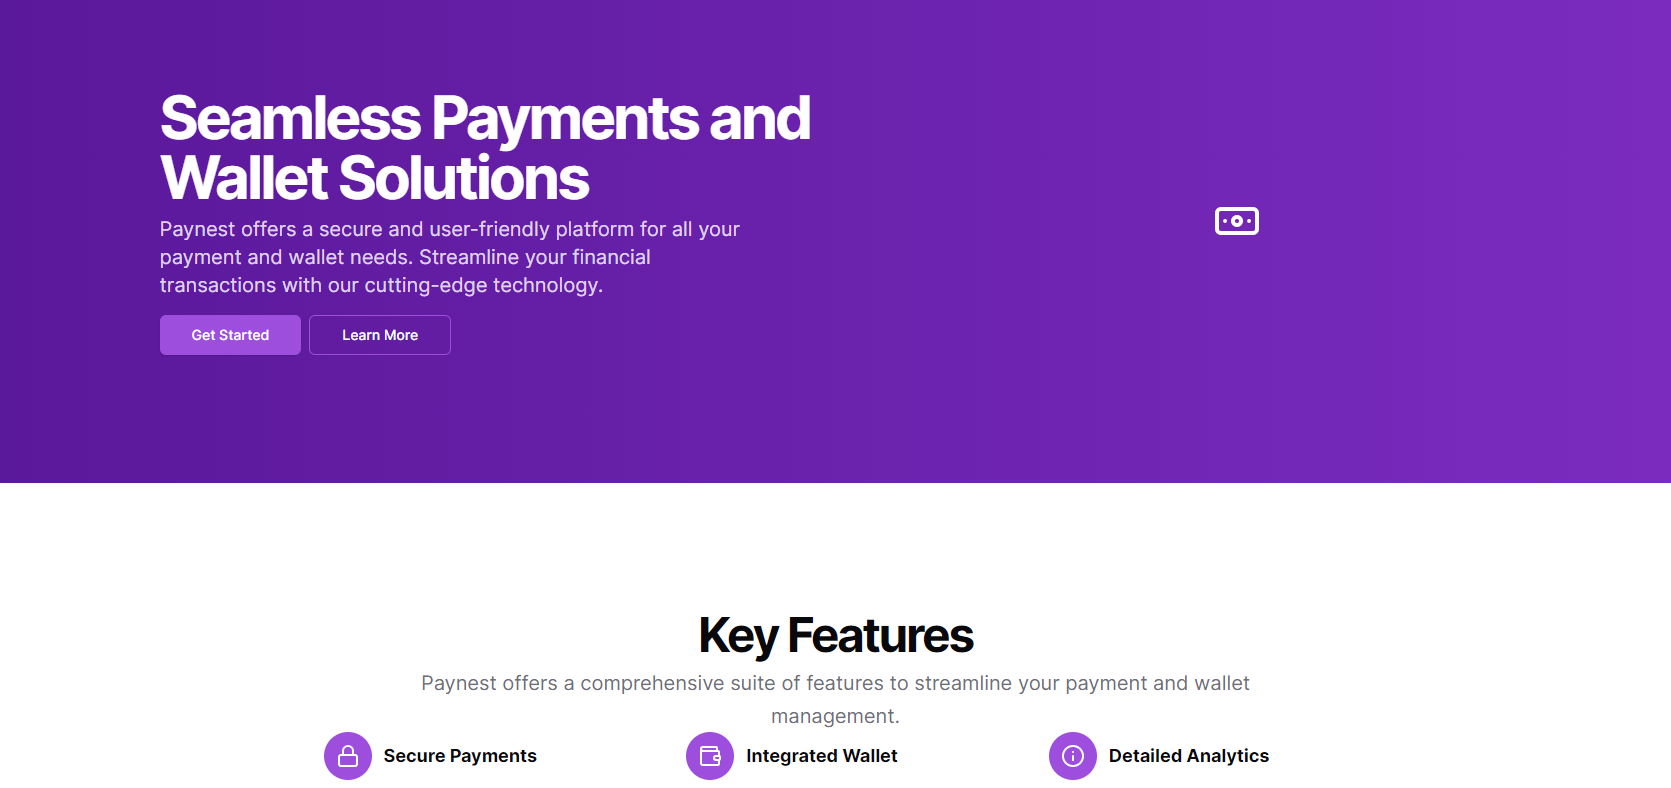 Seamless Payments and
Wallet Solutions
Paynest offers a secure and user-friendly platform for all your
payment and wallet needs. Streamline your financial
transactions with our cutting-edge technology.
Get Started
Learn More
Key Features
Paynest offers a comprehensive suite of features to streamline your payment and wallet
management.
Secure Payments
Integrated Wallet
Detailed Analytics